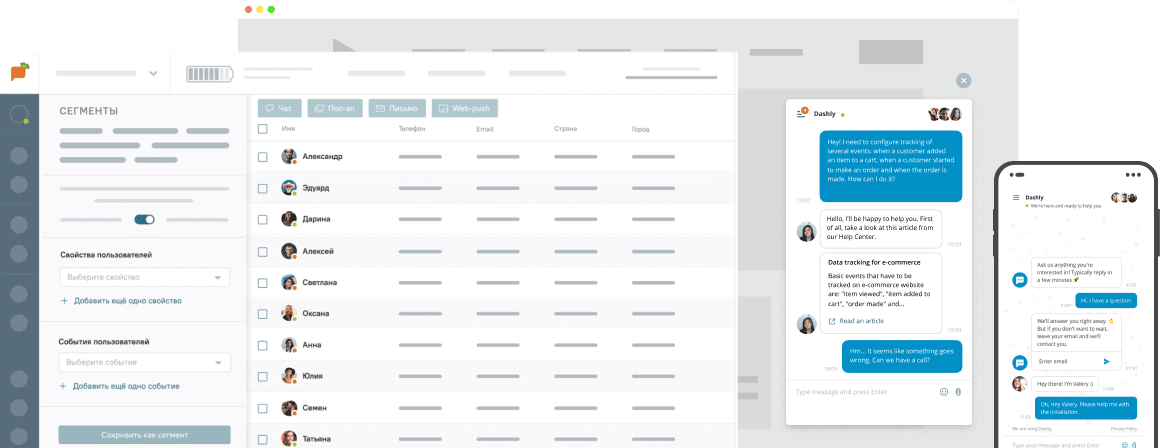 СЕГМЕНТЫ
Свойства пользователей
Выберите свойство
+ Добавить ещё одно свойство
События пользователей
Выберите событие
+ Добавить ещё одно событие
Сохранить как сегмент
Чат
Поп-ап
Письмо
Web-push
Имя
Телефон
Email
Страна
Город
Александр
Эдуард
Дарина
Алексей
Светлана
Оксана
Анна
Юлия
Семен
Татьяна
Dashly
Hey! I need to configure tracking of
several events: when a customer added
an item to a cart, when a customer started
to make an order and when the order is
made. How can I do it?
19:07
Hello, I'll be happy to help you. First
of all, take a look at this article from
our Help Center.
19:09
Data tracking for e-commerce
Basic events that have to be
tracked on e-commerce website
are: "item viewed", "item added to
cart", "order made" and...
Read an article
19:09
Hm... It seems like something goes
wrong. Can we have a call?
19:09
Type message and press Enter
Dashly
We're here and ready to help you
Ask us anything you're
interested in! Typically reply in
a few minutes 🚀
Hi, I have a question
We'll answer you right away. 👌
But if you don't want to wait,
leave your email and we'll
contact you.
Enter email
Hey there! I'm Valery :)
Oh, Hey Valery. Please help me with
the installation.
We are using Dashly
Privacy Policy
Type your message and press Enter